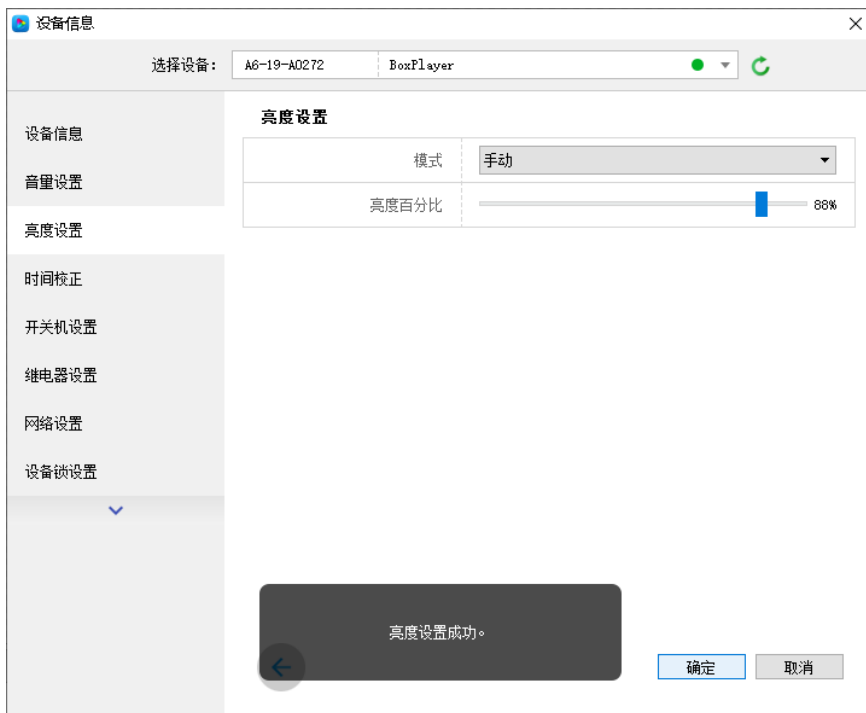 设备信息
选择设备: A6-19-A0272 BoxPlayer
设备信息
音量设置
亮度设置
时间校正
开关机设置
继电器设置
网络设置
设备锁设置
亮度设置
模式 手动
亮度百分比 88%
亮度设置成功。
确定 取消